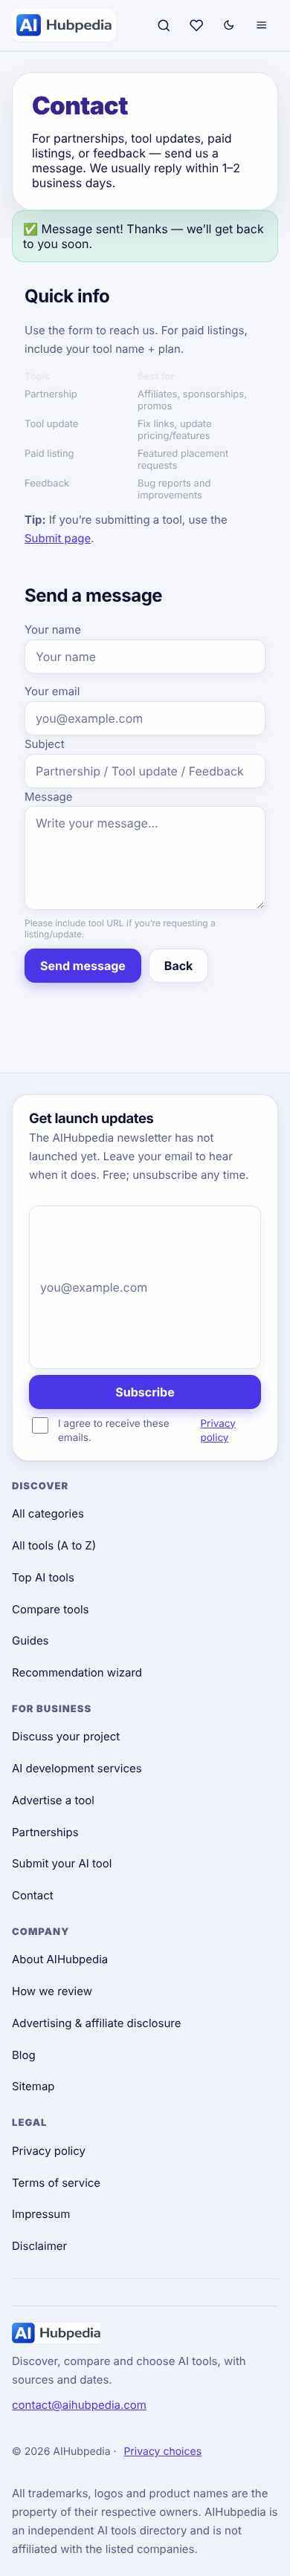 AI Hubpedia
Contact
For partnerships, tool updates, paid
listings, or feedback — send us a
message. We usually reply within 1–2
business days.
✅ Message sent! Thanks — we'll get back
to you soon.
Quick info
Use the form to reach us. For paid listings,
include your tool name + plan.
Topic Best for
Partnership Affiliates, sponsorships,
promos
Tool update Fix links, update
pricing/features
Paid listing Featured placement
requests
Feedback Bug reports and
improvements
Tip: If you're submitting a tool, use the
Submit page.
Send a message
Your name
Your name
Your email
you@example.com
Subject
Partnership / Tool update / Feedback
Message
Write your message...
Please include tool URL if you're requesting a
listing/update.
Send message Back
Get launch updates
The AIHubpedia newsletter has not
launched yet. Leave your email to hear
when it does. Free; unsubscribe any time.
you@example.com
Subscribe
I agree to receive these
emails.
Privacy
policy
DISCOVER
All categories
All tools (A to Z)
Top AI tools
Compare tools
Guides
Recommendation wizard
FOR BUSINESS
Discuss your project
AI development services
Advertise a tool
Partnerships
Submit your AI tool
Contact
COMPANY
About AIHubpedia
How we review
Advertising & affiliate disclosure
Blog
Sitemap
LEGAL
Privacy policy
Terms of service
Impressum
Disclaimer
AI Hubpedia
Discover, compare and choose AI tools, with
sources and dates.
contact@aihubpedia.com
© 2026 AIHubpedia · Privacy choices
All trademarks, logos and product names are the
property of their respective owners. AIHubpedia is
an independent AI tools directory and is not
affiliated with the listed companies.